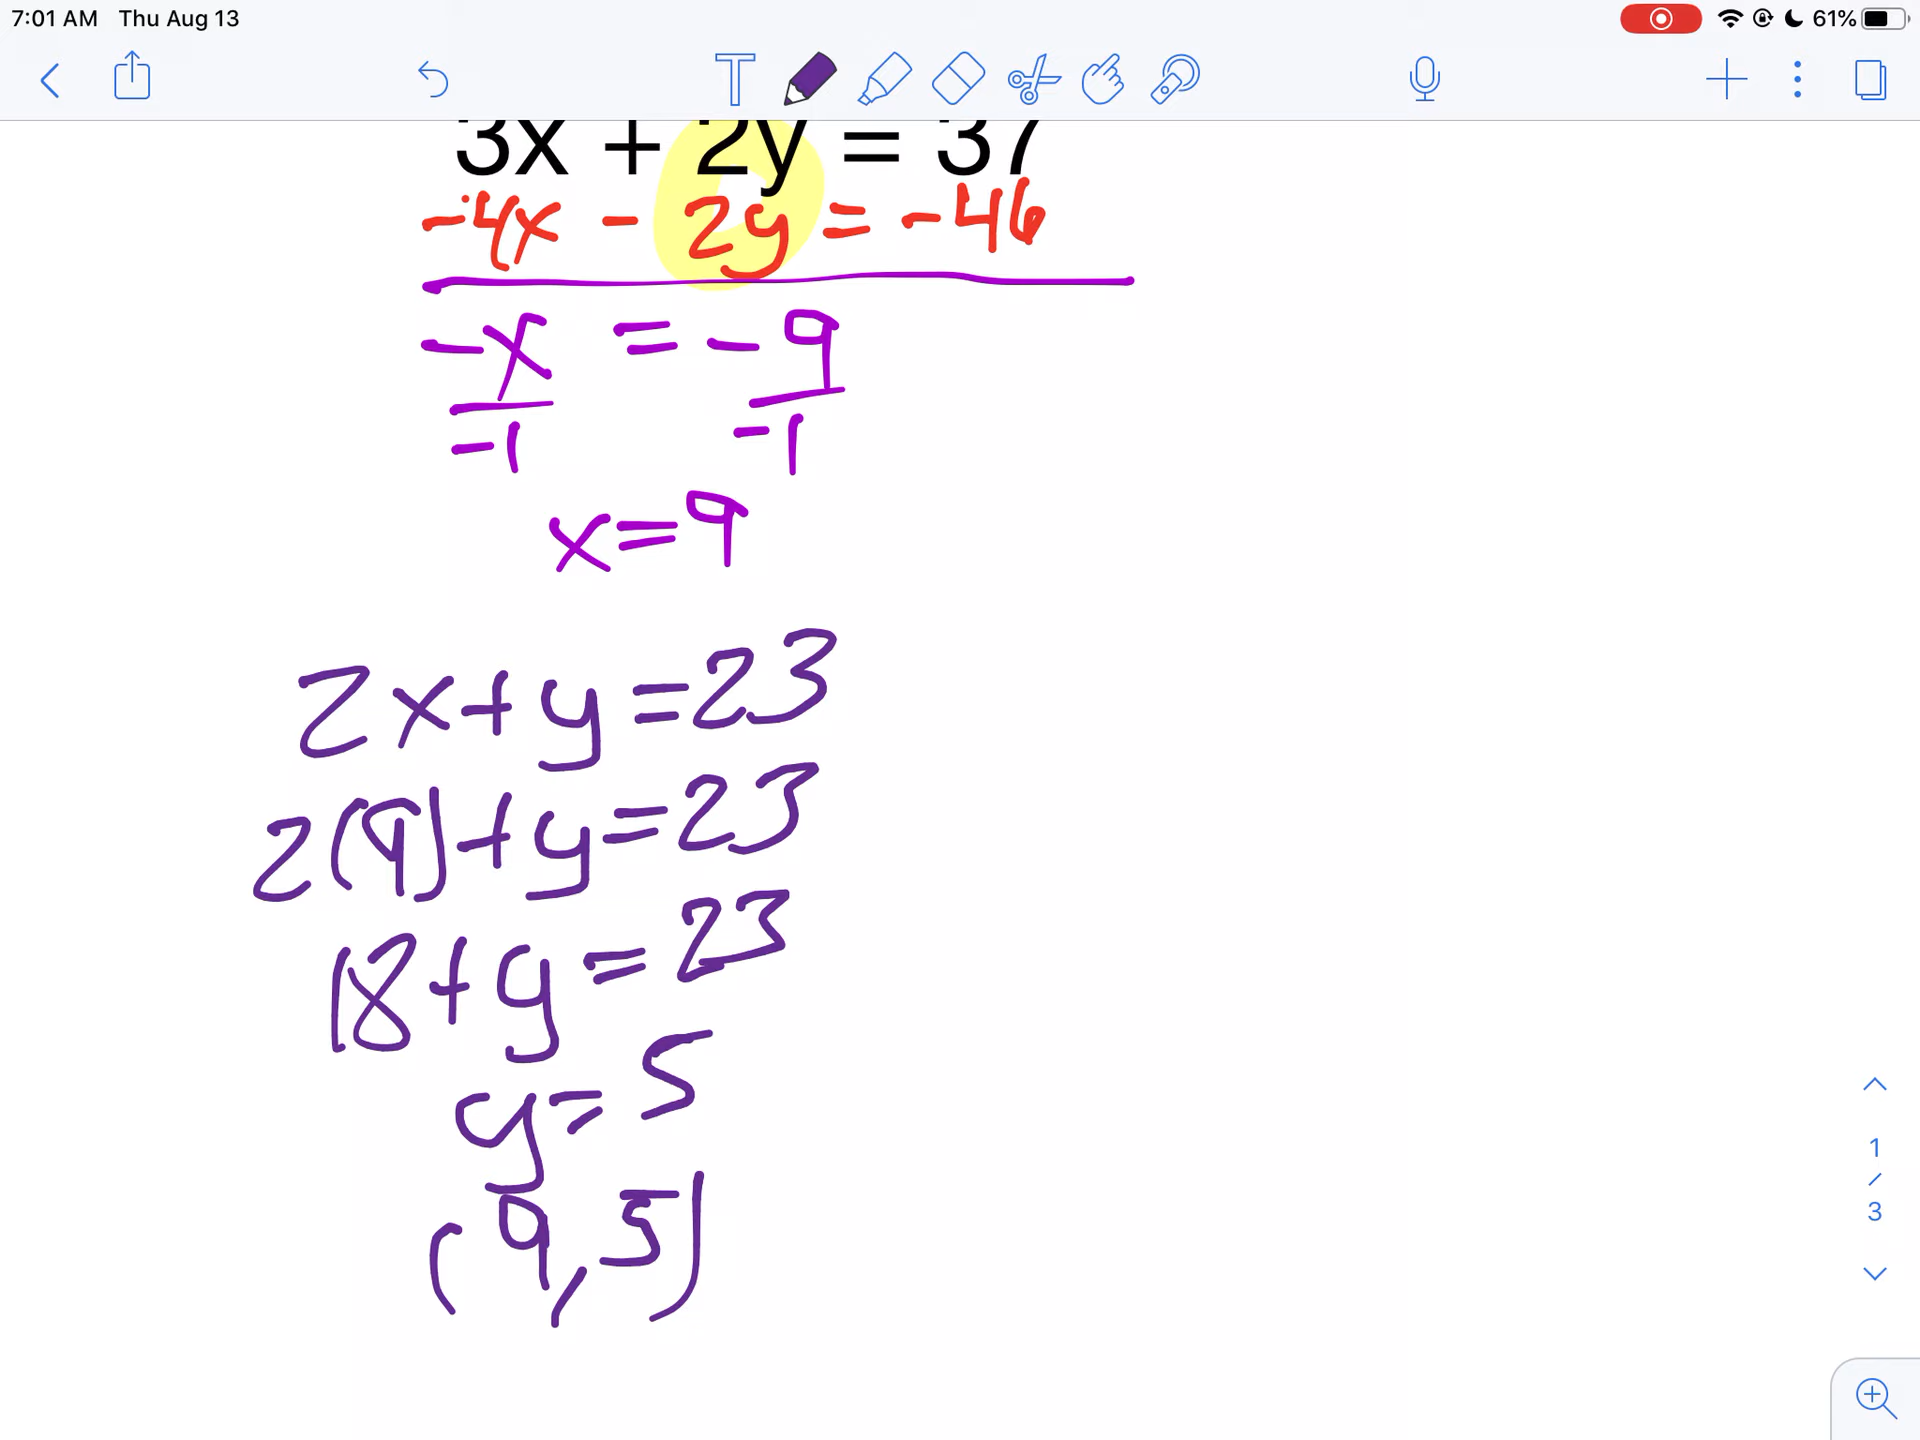 7:01 AM Thu Aug 13 61%
T
3x + 2y = 37
-4x - 2y = -46
-x = -9
-1 -1
x=9
2x+y=23
2(9)+y=23
18+y=23
y=5
(9,5)
1
/
3